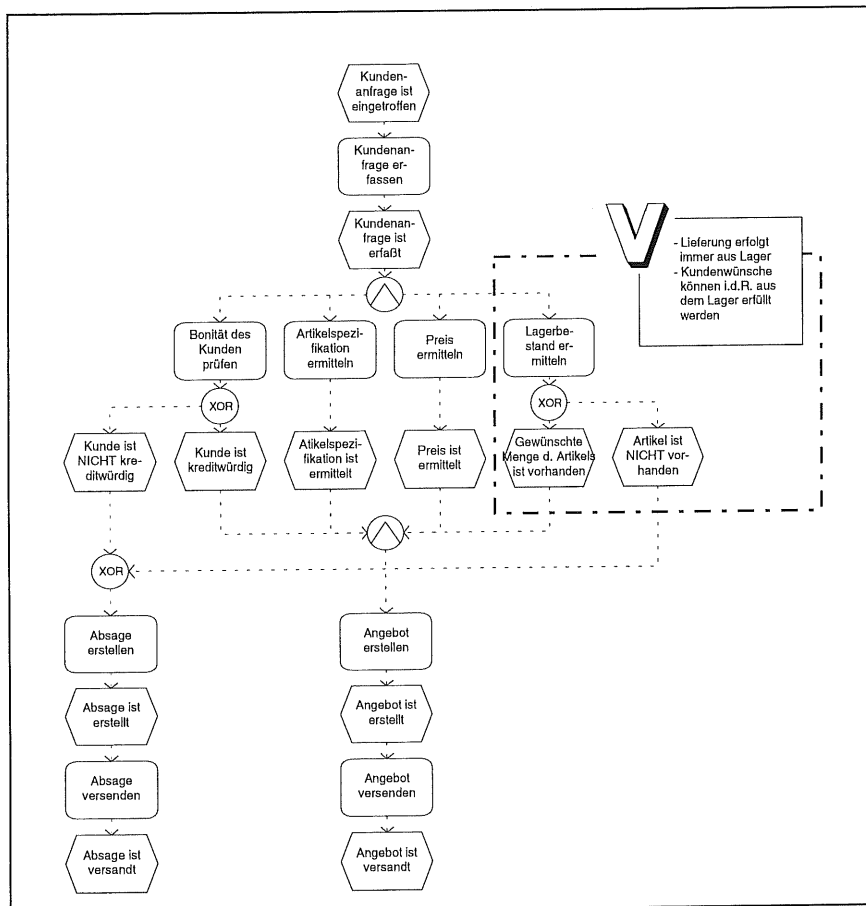 Kunden-
anfrage ist
eingetroffen
Kundenan-
frage er-
fassen
Kundenan-
frage ist
erfaßt
V
- Lieferung erfolgt
immer aus Lager
- Kundenwünsche
können i.d.R. aus
dem Lager erfüllt
werden
Bonität des
Kunden
prüfen
Artikelspezi-
fikation
ermitteln
Preis
ermitteln
Lagerbe-
stand er-
mitteln
XOR
XOR
Kunde ist
NICHT kre-
ditwürdig
Kunde ist
kreditwürdig
Atikelspezi-
fikation ist
ermittelt
Preis ist
ermittelt
Gewünschte
Menge d. Artikels
ist vorhanden
Artikel ist
NICHT vor-
handen
XOR
Absage
erstellen
Angebot
erstellen
Absage ist
erstellt
Angebot ist
erstellt
Absage
versenden
Angebot
versenden
Absage ist
versandt
Angebot ist
versandt